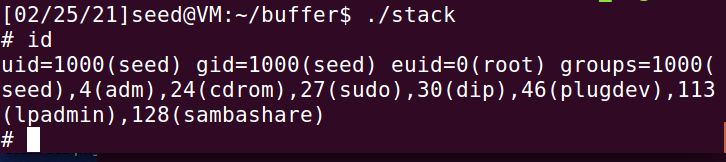 [02/25/21]seed@VM:~/buffer$ ./stack
# id
uid=1000(seed) gid=1000(seed) euid=0(root) groups=1000(
seed),4(adm),24(cdrom),27(sudo),30(dip),46(plugdev),113
(lpadmin),128(sambashare)
#